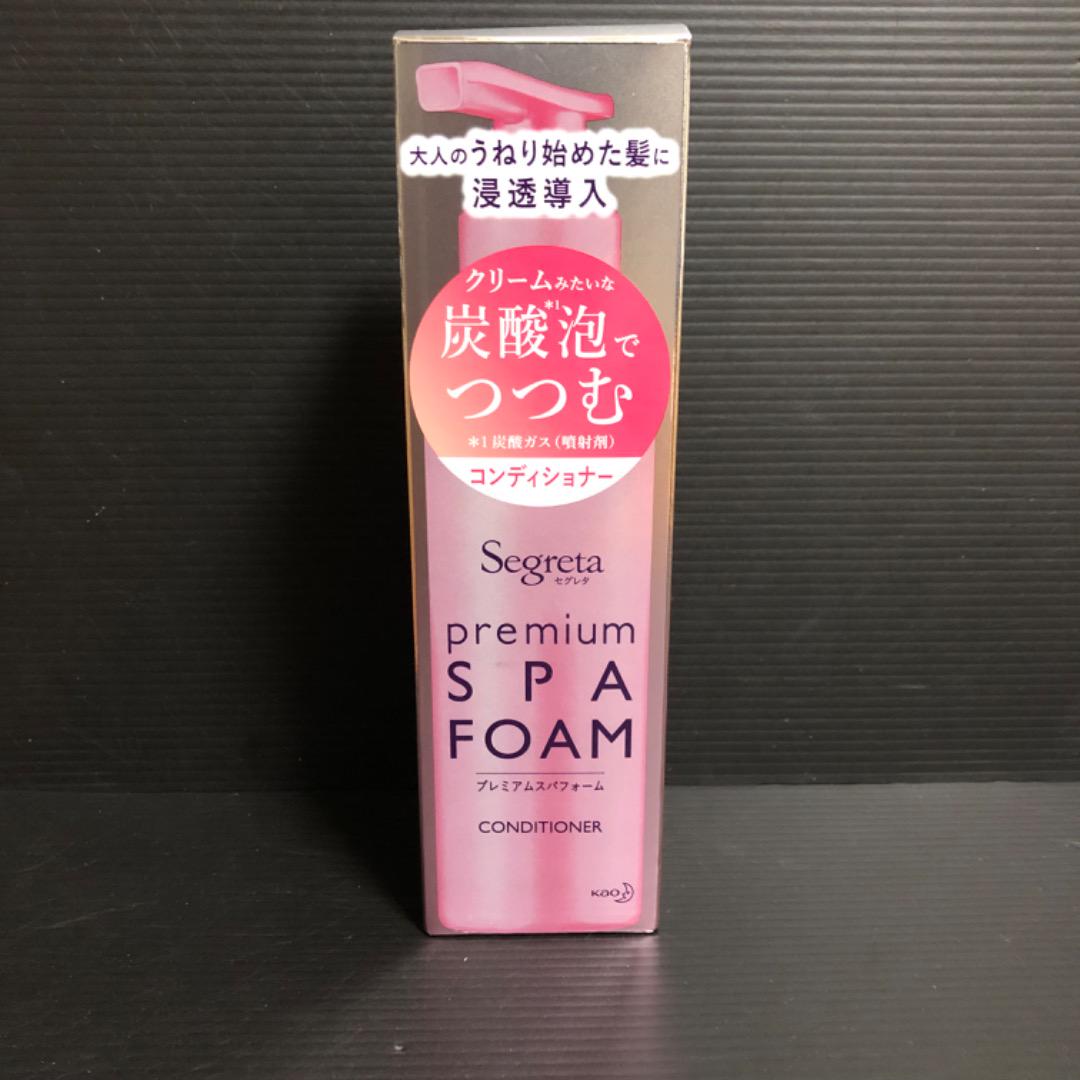 大人のうねり始めた髪に
浸透導入
クリームみたいな
炭酸*1泡で
つつむ
*1 炭酸ガス（噴射剤）
コンディショナー
Segreta
セグレタ
premium
SPA
FOAM
プレミアムスパフォーム
CONDITIONER
Kao